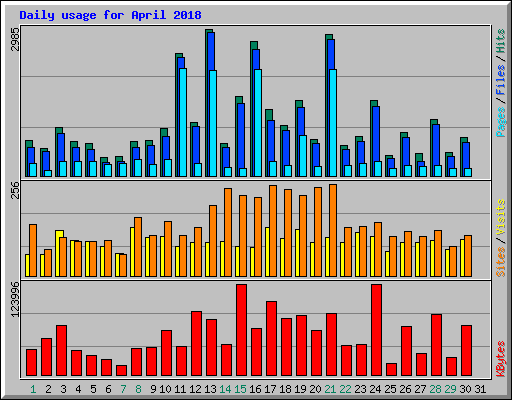 Daily usage for April 2018
2985
Pages / Files / Hits
256
Sites / Visits
123996
KBytes
1 2 3 4 5 6 7 8 9 10 11 12 13 14 15 16 17 18 19 20 21 22 23 24 25 26 27 28 29 30 31